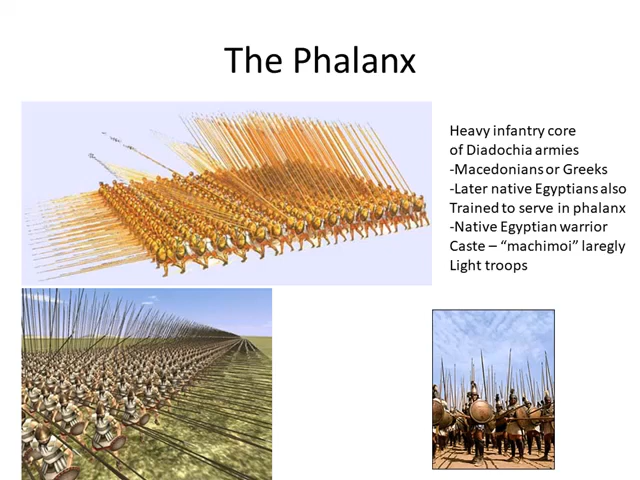 The Phalanx
Heavy infantry core
of Diadochia armies
-Macedonians or Greeks
-Later native Egyptians also
Trained to serve in phalanx
-Native Egyptian warrior
Caste – “machimoi” laregly
Light troops